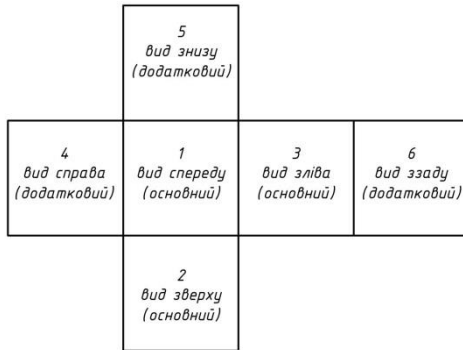 5
вид знизу
(додатковий)
4
вид справа
(додатковий)
1
вид спереду
(основний)
3
вид зліва
(основний)
6
вид ззаду
(додатковий)
2
вид зверху
(основний)